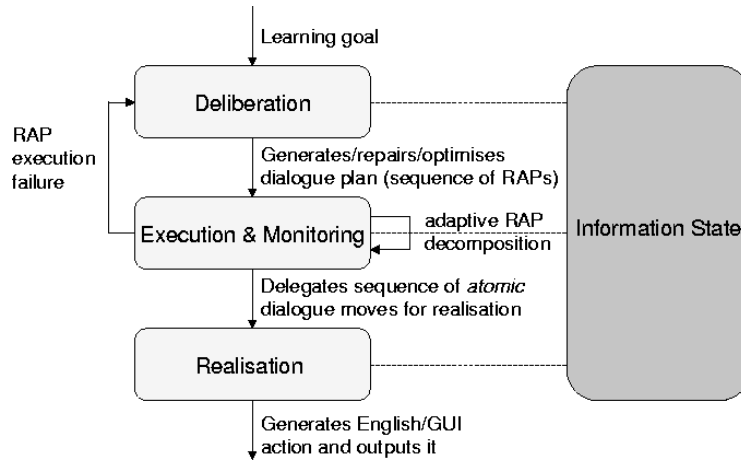 Learning goal
Deliberation
RAP
execution
failure
Generates/repairs/optimises
dialogue plan (sequence of RAPs)
Execution & Monitoring
adaptive RAP
decomposition
Information State
Delegates sequence of atomic
dialogue moves for realisation
Realisation
Generates English/GUI
action and outputs it